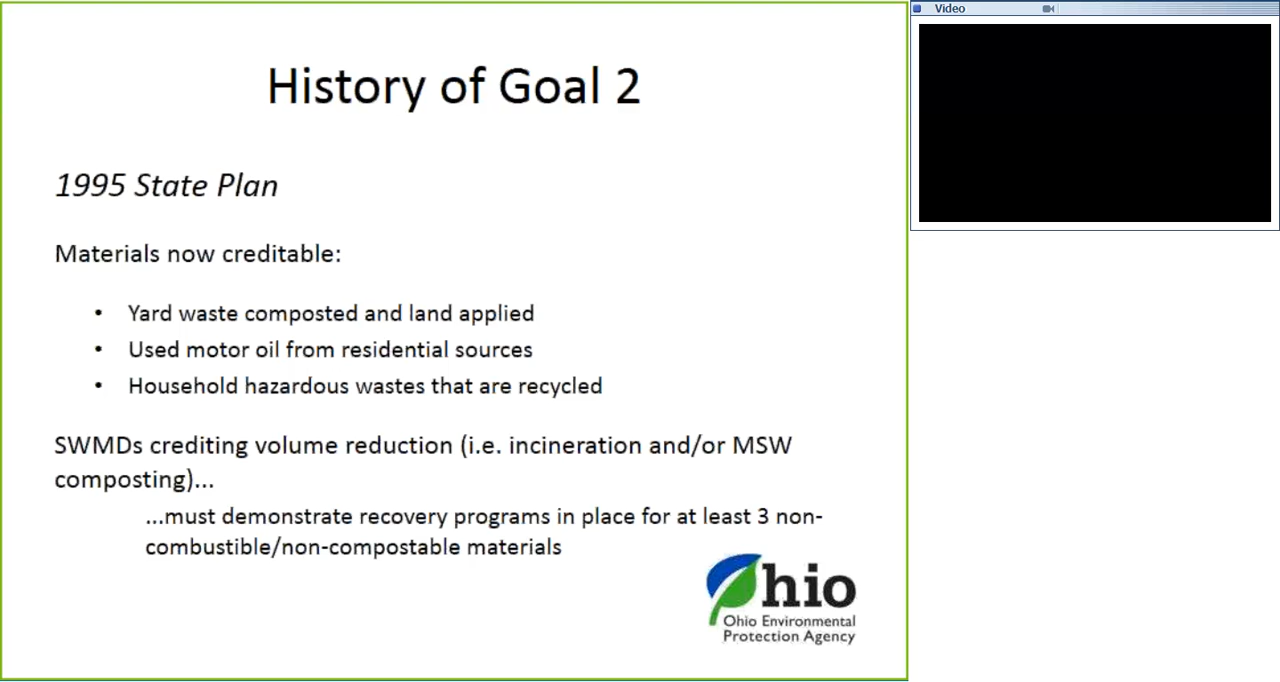 Video
History of Goal 2
1995 State Plan
Materials now creditable:
• Yard waste composted and land applied
• Used motor oil from residential sources
• Household hazardous wastes that are recycled
SWMDs crediting volume reduction (i.e. incineration and/or MSW
composting)...
...must demonstrate recovery programs in place for at least 3 non-
combustible/non-compostable materials
Ohio
Ohio Environmental
Protection Agency